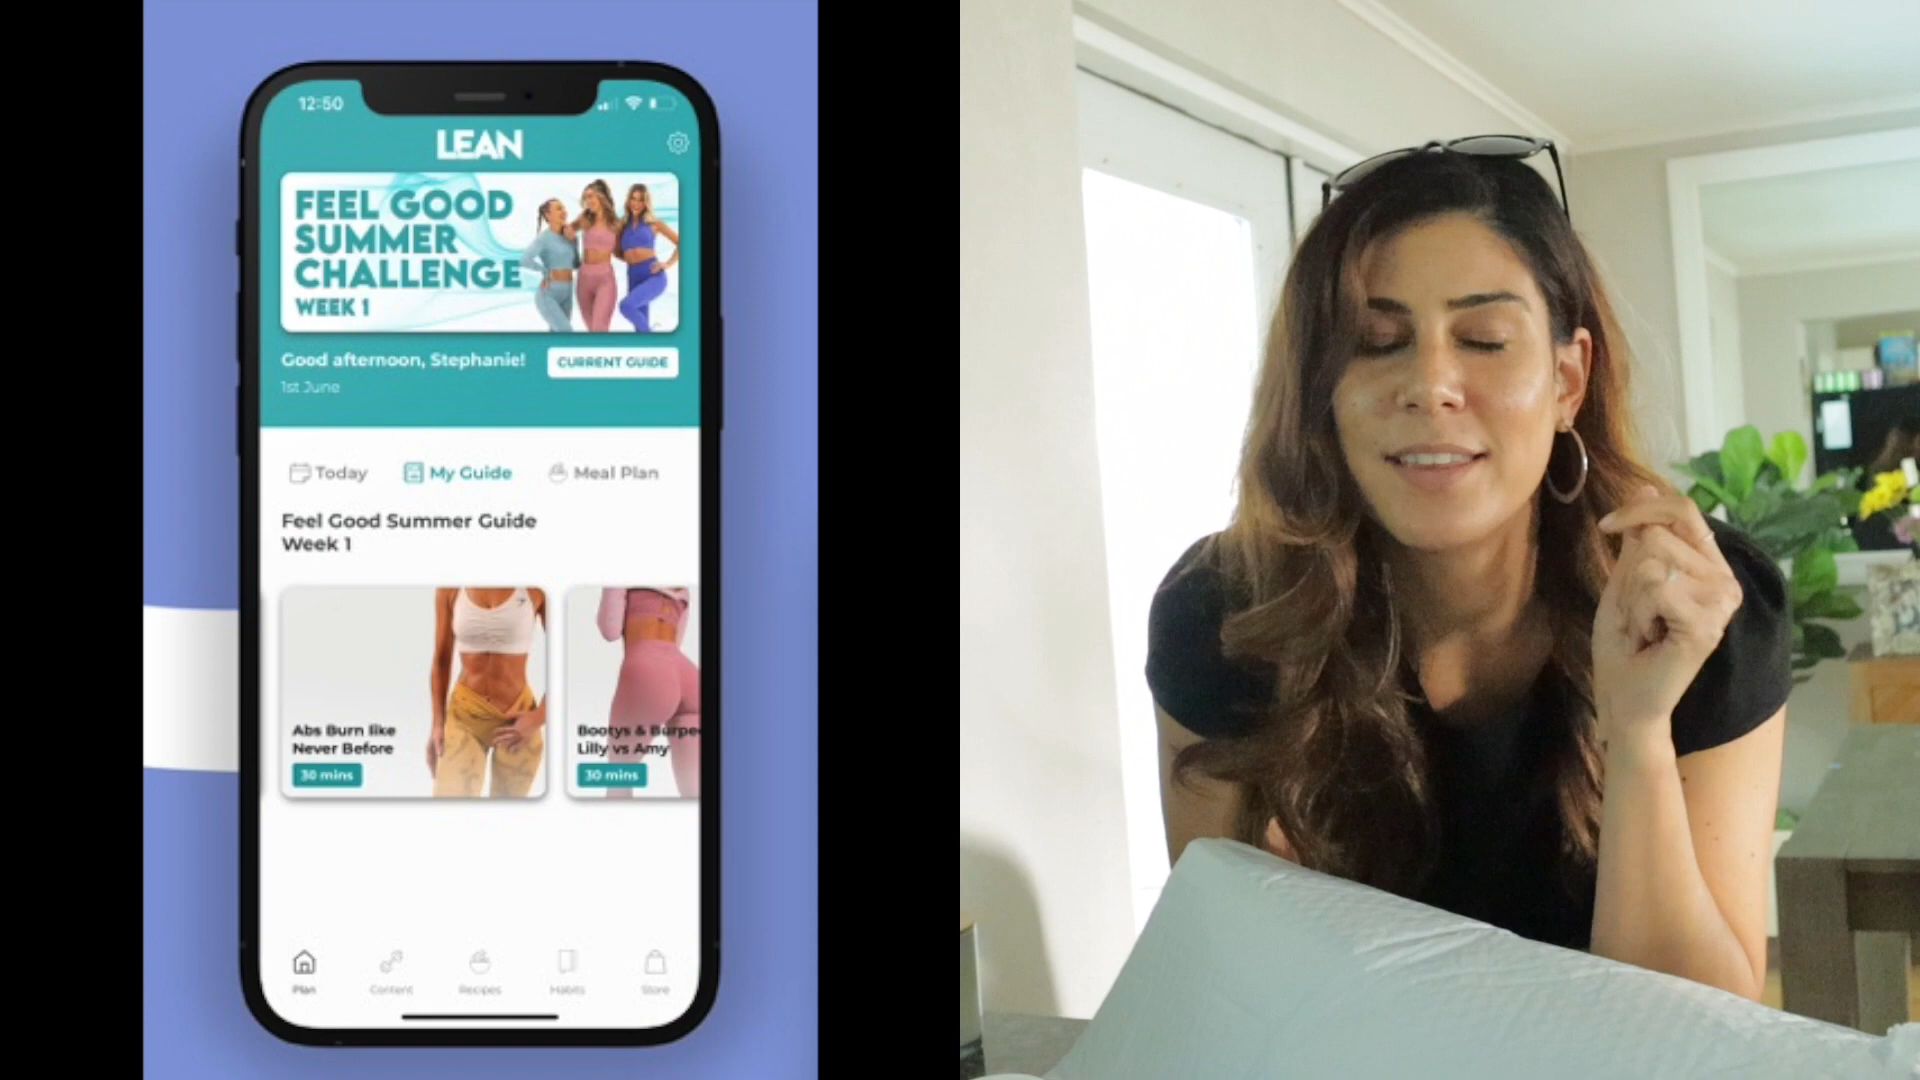 12:50
LEAN
FEEL GOOD
SUMMER
CHALLENGE
WEEK 1
Good afternoon, Stephanie!
CURRENT GUIDE
1st June
Today
My Guide
Meal Plan
Feel Good Summer Guide
Week 1
Abs Burn like
Never Before
30 mins
Bootys &
Lilly vs Amy
30 mins
Plan
Content
Recipes
Habits
Store